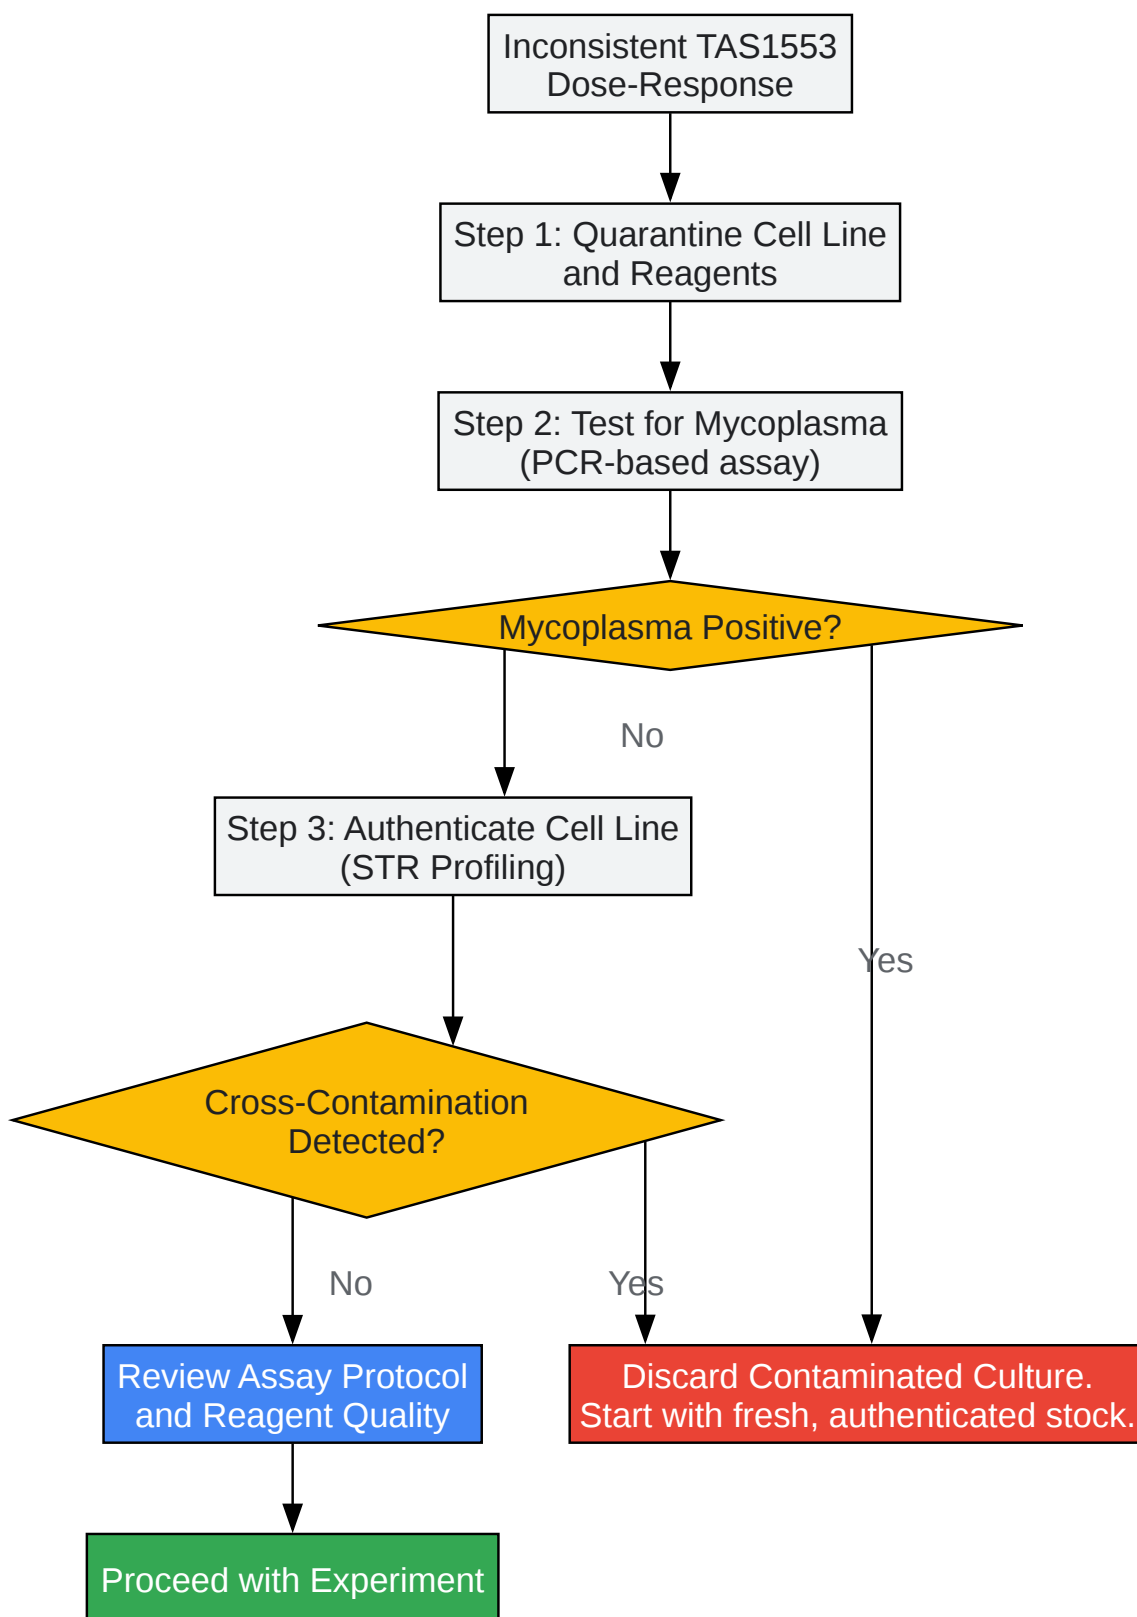 Inconsistent TAS1553
Dose-Response
Step 1: Quarantine Cell Line
and Reagents
Step 2: Test for Mycoplasma
(PCR-based assay)
Mycoplasma Positive?
No
Step 3: Authenticate Cell Line
(STR Profiling)
Yes
Cross-Contamination
Detected?
No
Yes
Review Assay Protocol
and Reagent Quality
Discard Contaminated Culture.
Start with fresh, authenticated stock.
Proceed with Experiment